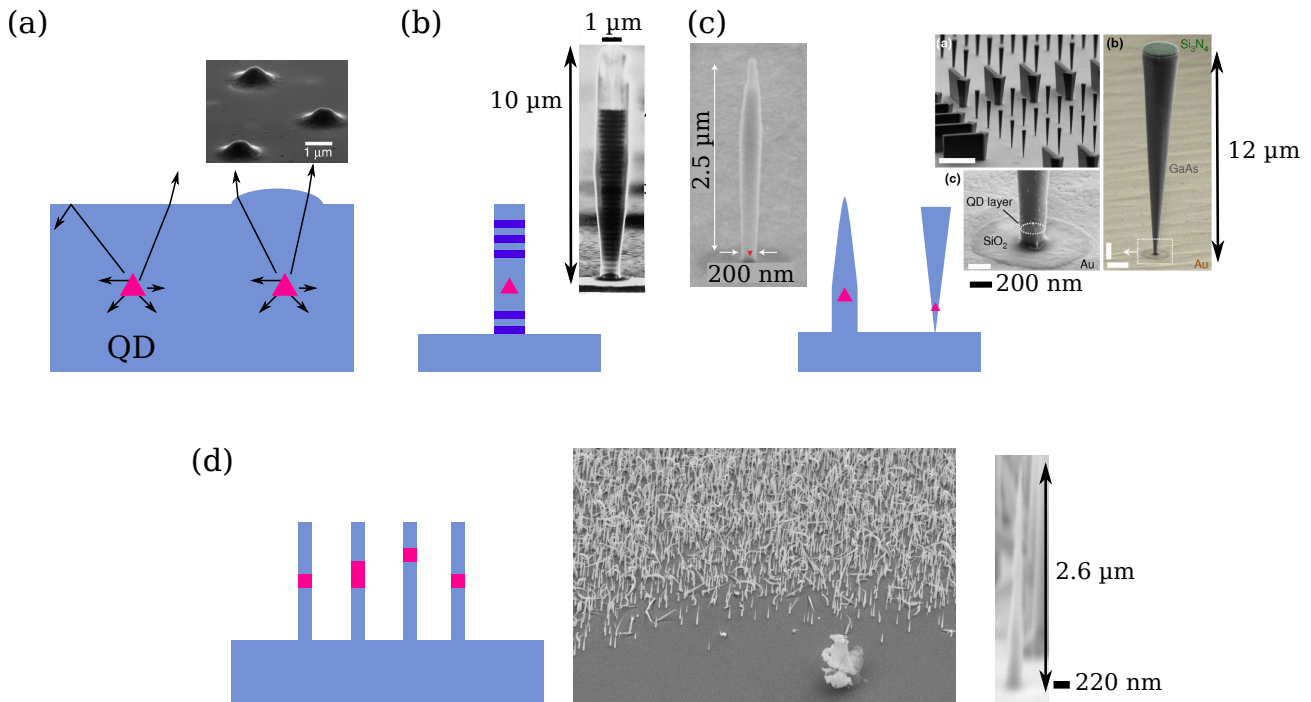 (a)
1 µm
QD
(b)
1 µm
10 µm
(c)
2.5 µm
200 nm
(a)
(b)
Si₃N₄
GaAs
Au
12 µm
(c)
QD layer
SiO₂
Au
200 nm
(d)
2.6 µm
220 nm